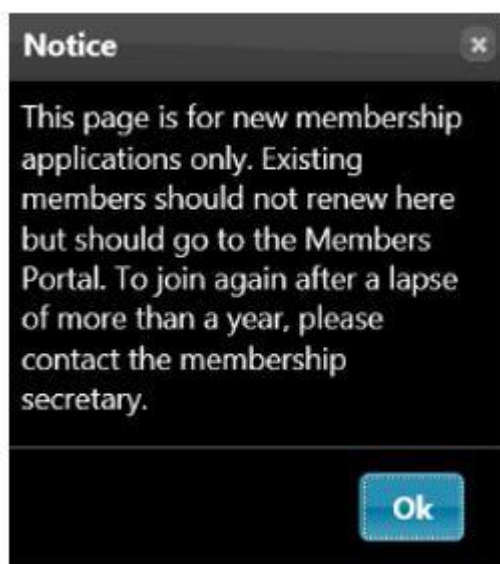 Notice
This page is for new membership
applications only. Existing
members should not renew here
but should go to the Members
Portal. To join again after a lapse
of more than a year, please
contact the membership
secretary.
Ok